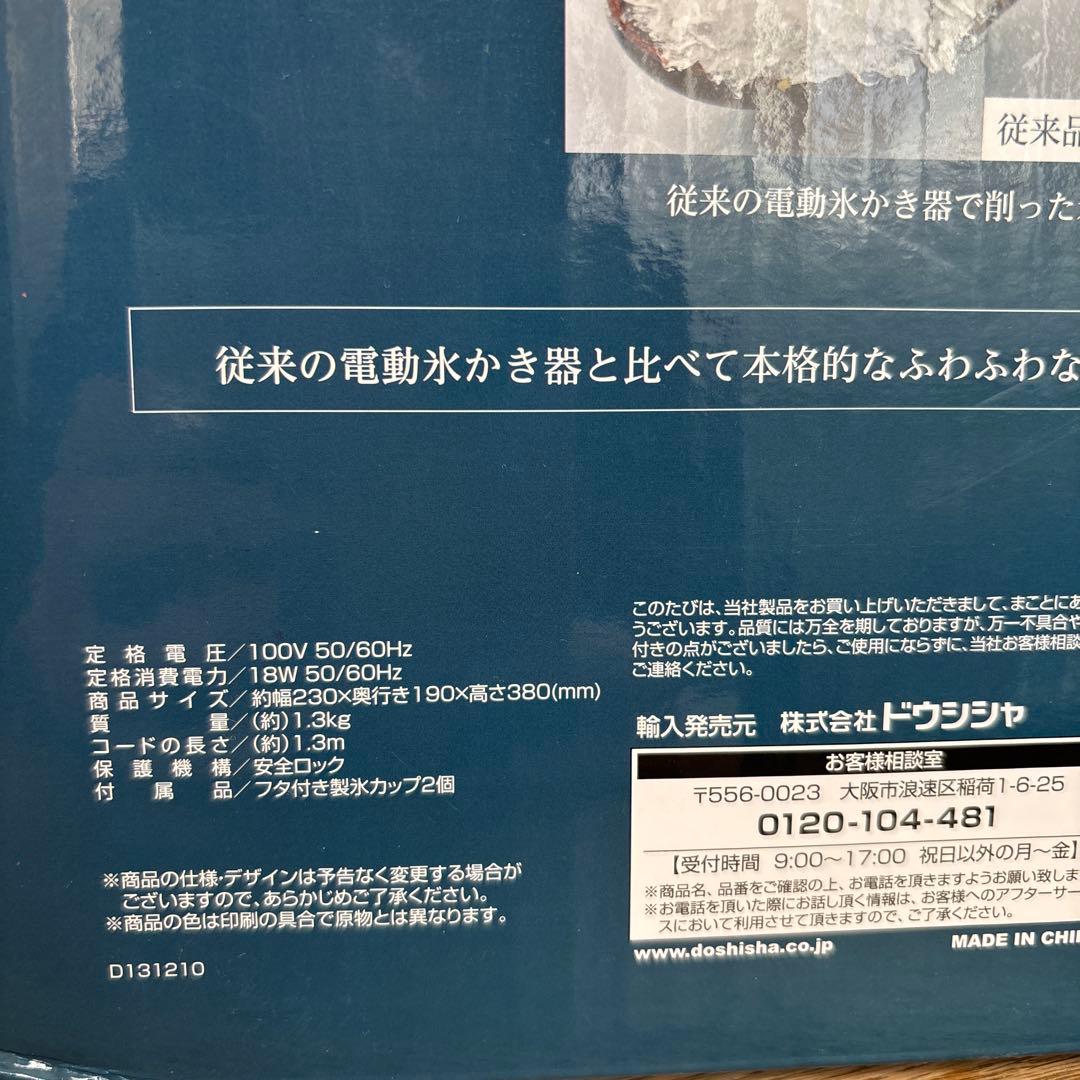 従来品
従来の電動氷かき器で削った
従来の電動氷かき器と比べて本格的なふわふわな
定格電圧／100V 50/60Hz
定格消費電力／18W 50/60Hz
商品サイズ／約幅230×奥行き190×高さ380(mm)
質量／(約)1.3kg
コードの長さ／(約)1.3m
保護機構／安全ロック
付属品／フタ付き製氷カップ2個
※商品の仕様・デザインは予告なく変更する場合が
ございますので、あらかじめご了承ください。
※商品の色は印刷の具合で原物とは異なります。
D131210
このたびは、当社製品をお買い上げいただきまして、まことにあ
うございます。品質には万全を期しておりますが、万一不具合や
付きの点がございましたら、ご使用にならずに、当社お客様相談
ご連絡ください。
輸入発売元 株式会社ドウシシャ
お客様相談室
〒556-0023 大阪市浪速区稲荷1-6-25
0120-104-481
【受付時間 9:00〜17:00 祝日以外の月〜金】
※商品名、品番をご確認の上、お電話を頂きますようお願い致しま
※お電話を頂いた際にお話し頂く情報は、お客様へのアフターサー
スにおいて利用させて頂きますので、ご了承ください。
www.doshisha.co.jp
MADE IN CHI